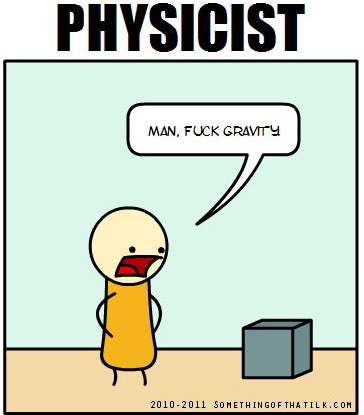 PHYSICIST
MAN, FUCK GRAVITY!
2010-2011 SOMETHINGOFTHATILK.COM